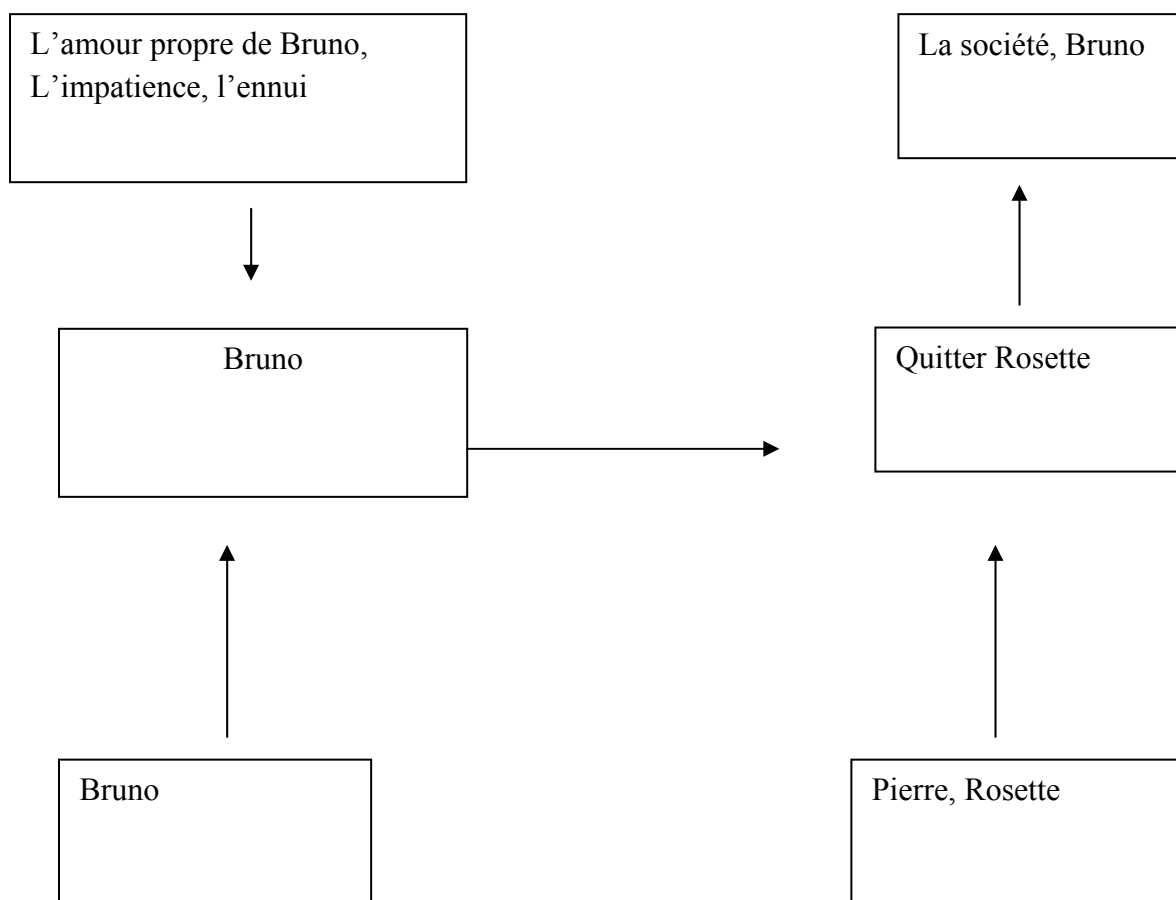 L’amour propre de Bruno,
L’impatience, l’ennui
La société, Bruno
Bruno
Quitter Rosette
Bruno
Pierre, Rosette